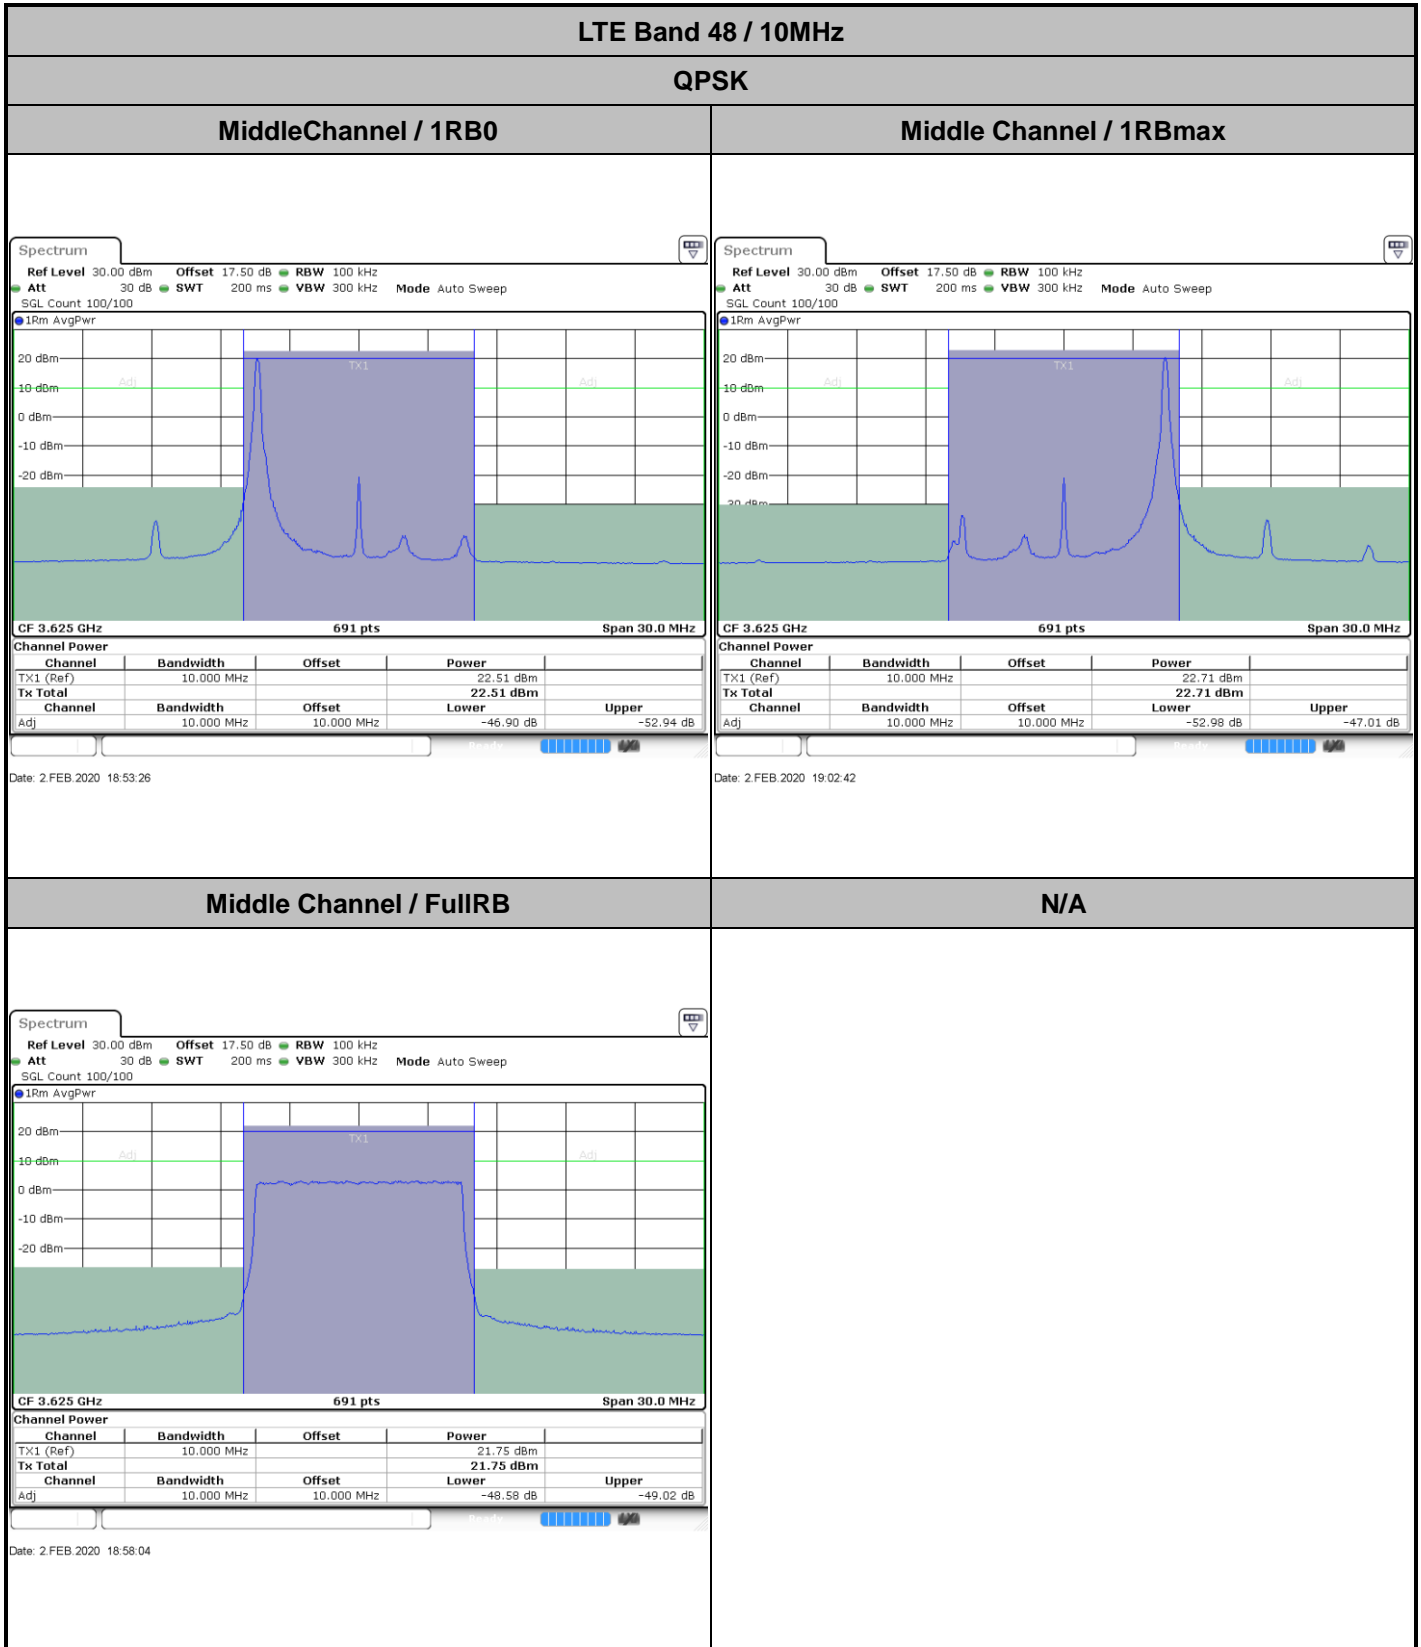 LTE Band 48 / 10MHz
QPSK
MiddleChannel / 1RB0
Middle Channel / 1RBmax
Spectrum
Ref Level 30.00 dBm Offset 17.50 dB RBW 100 kHz
Att 30 dB SWT 200 ms VBW 300 kHz Mode Auto Sweep
SGL Count 100/100
1Rm AvgPwr
20 dBm
TX1
10 dBm
Adj
Adj
0 dBm
-10 dBm
-20 dBm
CF 3.625 GHz 691 pts Span 30.0 MHz
Channel Power
Channel Bandwidth Offset Power
TX1 (Ref) 10.000 MHz 22.51 dBm
Tx Total 22.51 dBm
Channel Bandwidth Offset Lower Upper
Adj 10.000 MHz 10.000 MHz -46.90 dB -52.94 dB
Ready
Date: 2.FEB.2020 18:53:26
Spectrum
Ref Level 30.00 dBm Offset 17.50 dB RBW 100 kHz
Att 30 dB SWT 200 ms VBW 300 kHz Mode Auto Sweep
SGL Count 100/100
1Rm AvgPwr
20 dBm
TX1
10 dBm
Adj
Adj
0 dBm
-10 dBm
-20 dBm
CF 3.625 GHz 691 pts Span 30.0 MHz
Channel Power
Channel Bandwidth Offset Power
TX1 (Ref) 10.000 MHz 22.71 dBm
Tx Total 22.71 dBm
Channel Bandwidth Offset Lower Upper
Adj 10.000 MHz 10.000 MHz -52.98 dB -47.01 dB
Ready
Date: 2.FEB.2020 19:02:42
Middle Channel / FullRB
N/A
Spectrum
Ref Level 30.00 dBm Offset 17.50 dB RBW 100 kHz
Att 30 dB SWT 200 ms VBW 300 kHz Mode Auto Sweep
SGL Count 100/100
1Rm AvgPwr
20 dBm
TX1
10 dBm
Adj
Adj
0 dBm
-10 dBm
-20 dBm
CF 3.625 GHz 691 pts Span 30.0 MHz
Channel Power
Channel Bandwidth Offset Power
TX1 (Ref) 10.000 MHz 21.75 dBm
Tx Total 21.75 dBm
Channel Bandwidth Offset Lower Upper
Adj 10.000 MHz 10.000 MHz -48.58 dB -49.02 dB
Ready
Date: 2.FEB.2020 18:58:04